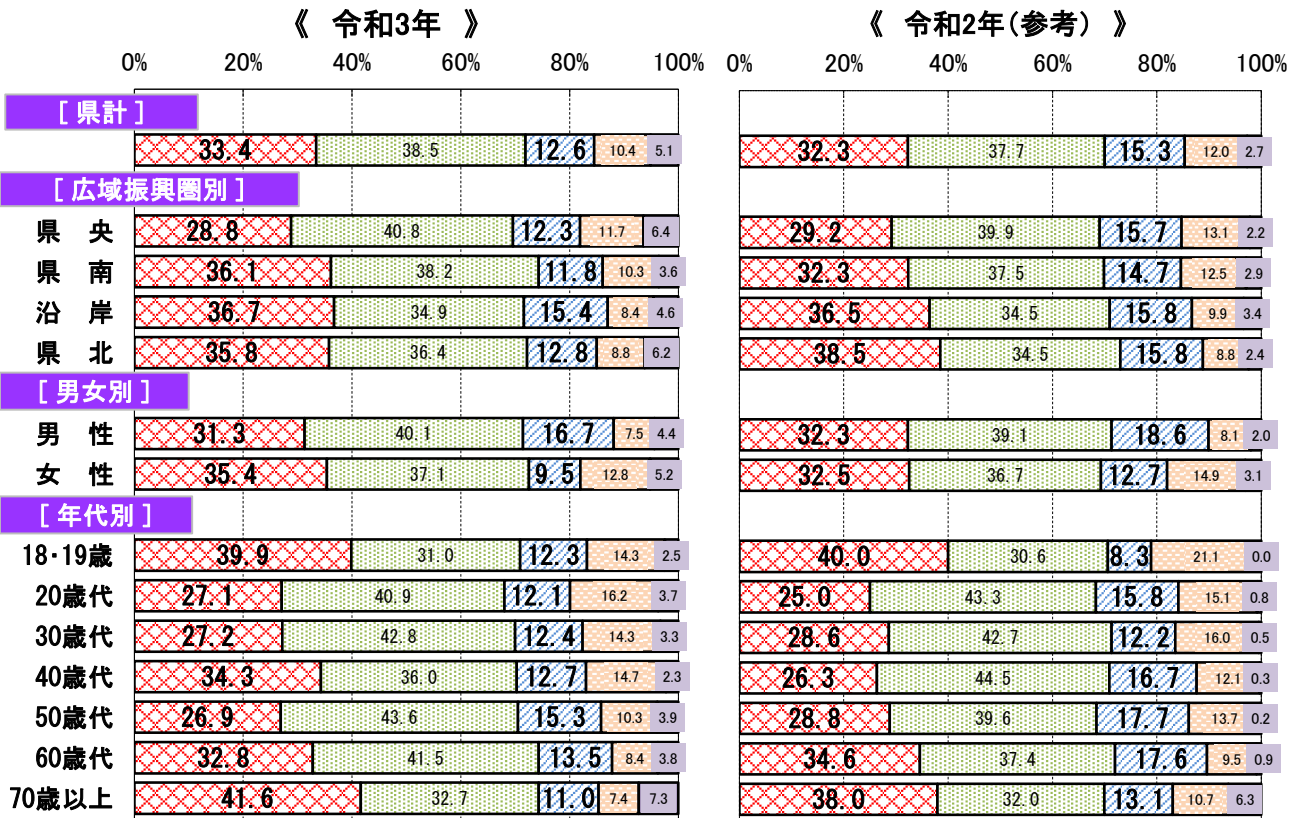 《 令和3年 》 《 令和2年（参考） 》
0% 20% 40% 60% 80% 100% 0% 20% 40% 60% 80% 100%
[ 県計 ]
33.4 38.5 12.6 10.4 5.1 32.3 37.7 15.3 12.0 2.7
[ 広域振興圏別 ]
県 央 28.8 40.8 12.3 11.7 6.4 29.2 39.9 15.7 13.1 2.2
県 南 36.1 38.2 11.8 10.3 3.6 32.3 37.5 14.7 12.5 2.9
沿 岸 36.7 34.9 15.4 8.4 4.6 36.5 34.5 15.8 9.9 3.4
県 北 35.8 36.4 12.8 8.8 6.2 38.5 34.5 15.8 8.8 2.4
[ 男女別 ]
男 性 31.3 40.1 16.7 7.5 4.4 32.3 39.1 18.6 8.1 2.0
女 性 35.4 37.1 9.5 12.8 5.2 32.5 36.7 12.7 14.9 3.1
[ 年代別 ]
18・19歳 39.9 31.0 12.3 14.3 2.5 40.0 30.6 8.3 21.1 0.0
20歳代 27.1 40.9 12.1 16.2 3.7 25.0 43.3 15.8 15.1 0.8
30歳代 27.2 42.8 12.4 14.3 3.3 28.6 42.7 12.2 16.0 0.5
40歳代 34.3 36.0 12.7 14.7 2.3 26.3 44.5 16.7 12.1 0.3
50歳代 26.9 43.6 15.3 10.3 3.9 28.8 39.6 17.7 13.7 0.2
60歳代 32.8 41.5 13.5 8.4 3.8 34.6 37.4 17.6 9.5 0.9
70歳以上 41.6 32.7 11.0 7.4 7.3 38.0 32.0 13.1 10.7 6.3